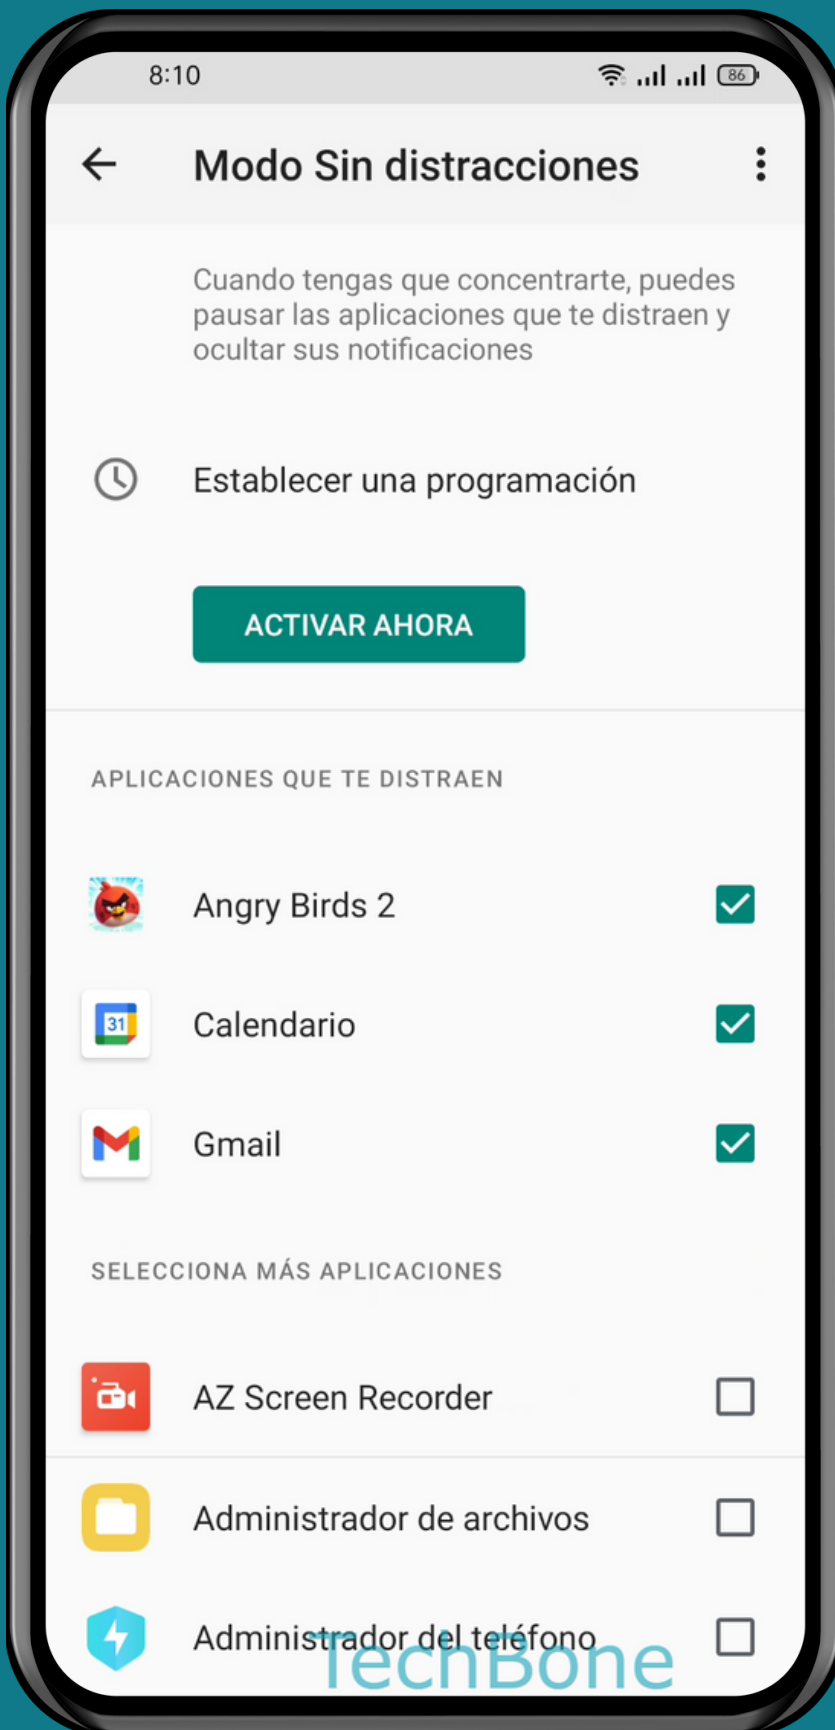 8:10
86
Modo Sin distracciones
Cuando tengas que concentrarte, puedes
pausar las aplicaciones que te distraen y
ocultar sus notificaciones
Establecer una programación
ACTIVAR AHORA
APLICACIONES QUE TE DISTRAEN
Angry Birds 2
31
Calendario
Gmail
SELECCIONA MÁS APLICACIONES
AZ Screen Recorder
Administrador de archivos
Administrador del teléfono
TechBone